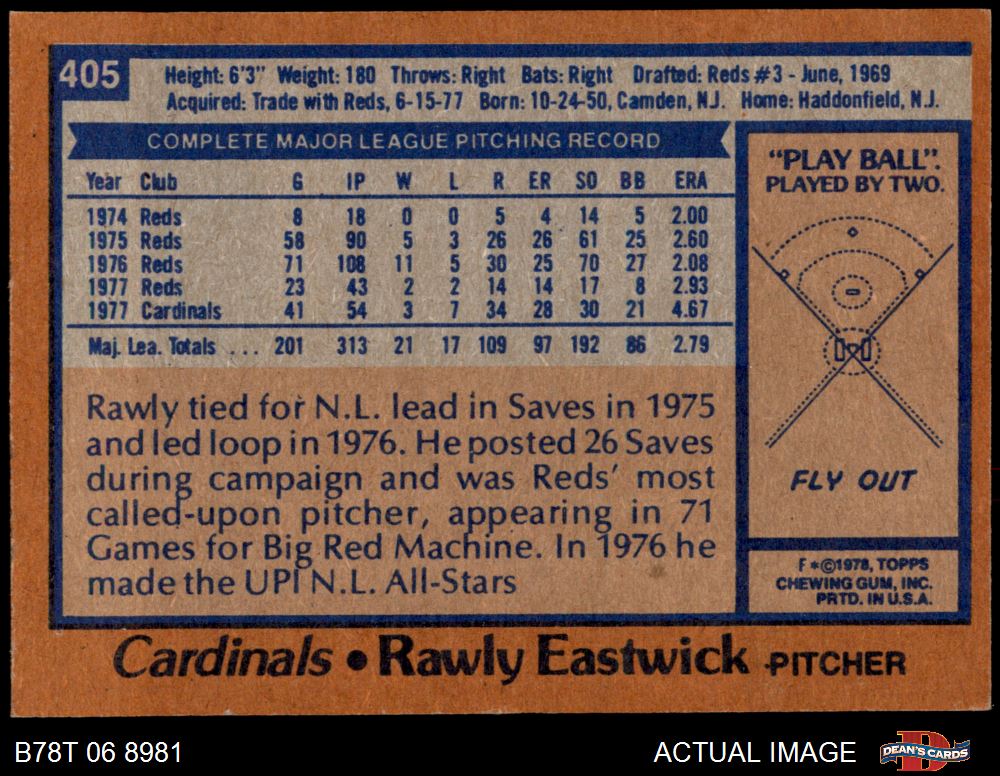 405
Height: 6'3" Weight: 180 Throws: Right Bats: Right Drafted: Reds #3 - June, 1969
Acquired: Trade with Reds, 6-15-77 Born: 10-24-50, Camden, N.J. Home: Haddonfield, N.J.
COMPLETE MAJOR LEAGUE PITCHING RECORD
Year Club G IP W L R ER SO BB ERA
1974 Reds 8 18 0 0 5 4 14 5 2.00
1975 Reds 58 90 5 3 26 26 61 25 2.60
1976 Reds 71 108 11 5 30 25 70 27 2.08
1977 Reds 23 43 2 2 14 14 17 8 2.93
1977 Cardinals 41 54 3 7 34 28 30 21 4.67
Maj. Lea. Totals ... 201 313 21 17 109 97 192 86 2.79
Rawly tied for N.L. lead in Saves in 1975
and led loop in 1976. He posted 26 Saves
during campaign and was Reds' most
called-upon pitcher, appearing in 71
Games for Big Red Machine. In 1976 he
made the UPI N.L. All-Stars
"PLAY BALL".
PLAYED BY TWO.
FLY OUT
F *©1978, TOPPS
CHEWING GUM, INC.
PRTD. IN U.S.A.
Cardinals • Rawly Eastwick •PITCHER
B78T 06 8981
ACTUAL IMAGE
DEAN'S CARDS